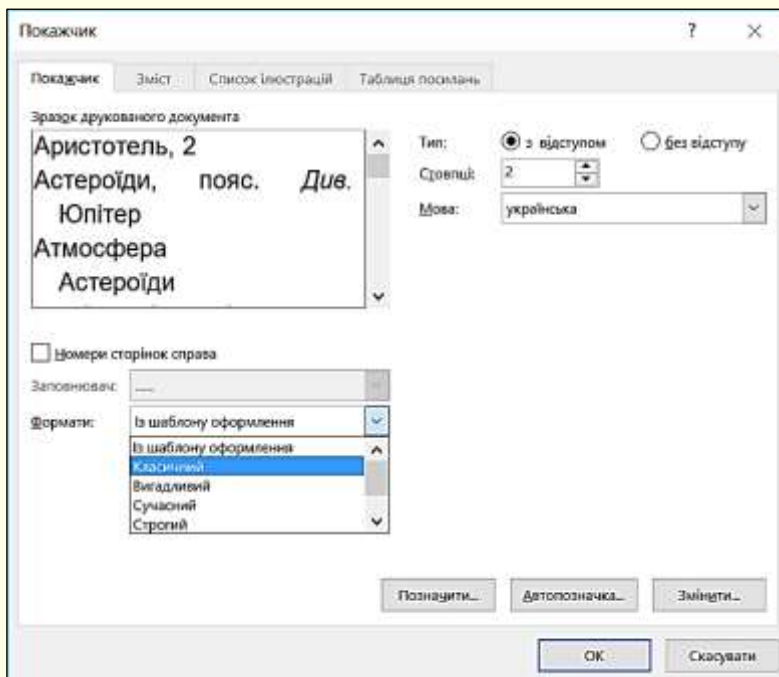 Покажчик
Покажчик Зміст Список ілюстрацій Таблиця посилань
Зразок друкованого документа
Аристотель, 2
Астероїди, пояс. Див.
Юпітер
Атмосфера
Астероїди
Тип: з відступом без відступу
Стовпці: 2
Мова: українська
Номери сторінок справа
Заповнювач: .....
Формати: Із шаблону оформлення
Із шаблону оформлення
Класичний
Вигадливий
Сучасний
Строгий
Позначити... Автопозначка... Змінити...
ОК Скасувати